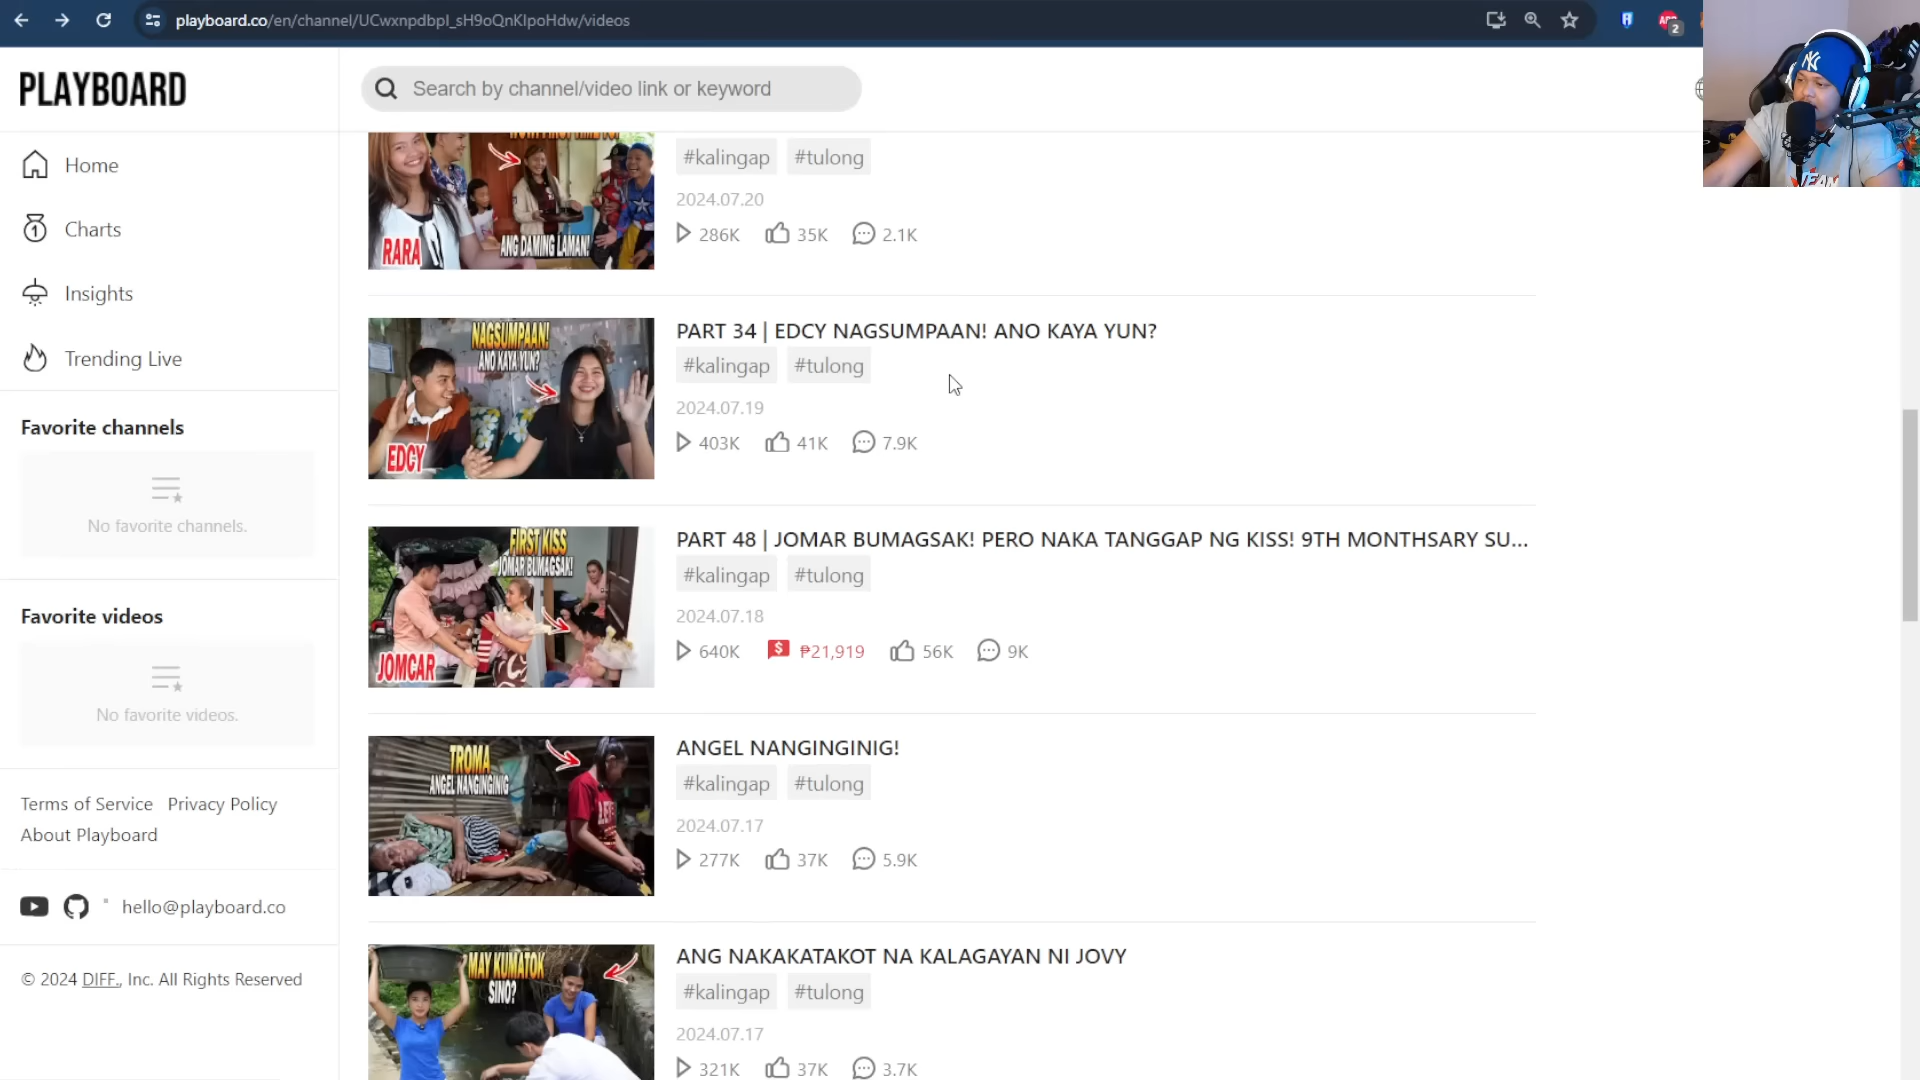 playboard.co/en/channel/UCwxnpdbpl_sH9oQnKlpoHdw/videos
2
PLAYBOARD
Search by channel/video link or keyword
Home
Charts
Insights
Trending Live
Favorite channels
No favorite channels.
Favorite videos
No favorite videos.
Terms of Service Privacy Policy
About Playboard
hello@playboard.co
© 2024 DIFF., Inc. All Rights Reserved
ANG DAMING LAMAN!
RARA
#kalingap #tulong
2024.07.20
286K 35K 2.1K
NAGSUMPAAN!
ANO KAYA YUN?
EDCY
PART 34 | EDCY NAGSUMPAAN! ANO KAYA YUN?
#kalingap #tulong
2024.07.19
403K 41K 7.9K
FIRST KISS
JOMAR BUMAGSAK!
JOMCAR
PART 48 | JOMAR BUMAGSAK! PERO NAKA TANGGAP NG KISS! 9TH MONTHSARY SU...
#kalingap #tulong
2024.07.18
640K ₱21,919 56K 9K
TROMA
ANGEL NANGINGINIG
ANGEL NANGINGINIG!
#kalingap #tulong
2024.07.17
277K 37K 5.9K
MAY KUMATOK
SINO?
ANG NAKAKATAKOT NA KALAGAYAN NI JOVY
#kalingap #tulong
2024.07.17
321K 37K 3.7K